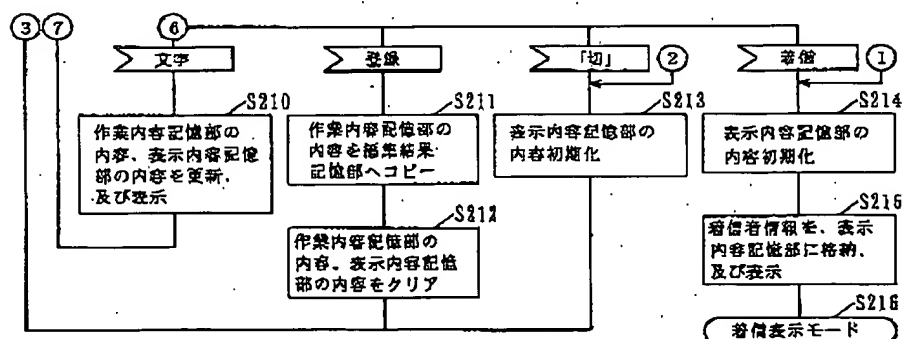 ③ ⑦ ⑥
文字
登録
「切」
②
着信
①
S210
作業内容記憶部の
内容、表示内容記憶
部の内容を更新、
及び表示
S211
作業内容記憶部の
内容を編集結果
記憶部へコピー
S212
作業内容記憶部の
内容、表示内容記憶
部の内容をクリア
S213
表示内容記憶部の
内容初期化
S214
表示内容記憶部の
内容初期化
S215
着信者情報を、表示
内容記憶部に格納、
及び表示
S216
着信表示モード